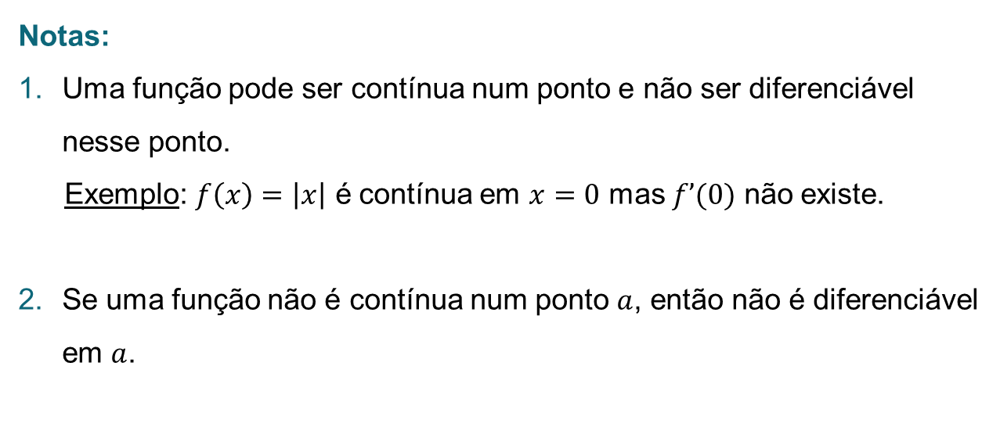 Notas:
1. Uma função pode ser contínua num ponto e não ser diferenciável
nesse ponto.
Exemplo: f(x) = |x| é contínua em x = 0 mas f’(0) não existe.
2. Se uma função não é contínua num ponto a, então não é diferenciável
em a.